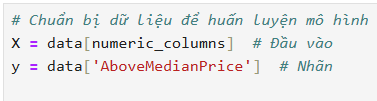 # Chuẩn bị dữ liệu để huấn luyện mô hình
X = data[numeric_columns]  # Đầu vào
y = data['AboveMedianPrice']  # Nhãn